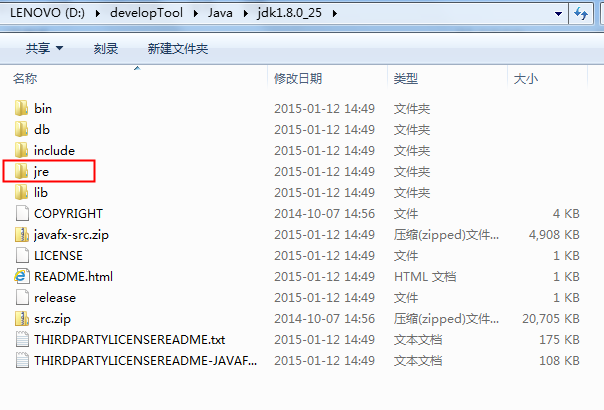 LENOVO (D:) ▸ developTool ▸ Java ▸ jdk1.8.0_25 ▸
共享 ▼ 刻录 新建文件夹
名称 修改日期 类型 大小
bin 2015-01-12 14:49 文件夹
db 2015-01-12 14:49 文件夹
include 2015-01-12 14:49 文件夹
jre 2015-01-12 14:49 文件夹
lib 2015-01-12 14:49 文件夹
COPYRIGHT 2014-10-07 14:56 文件 4 KB
javafx-src.zip 2015-01-12 14:49 压缩(zipped)文件... 4,908 KB
LICENSE 2015-01-12 14:49 文件 1 KB
README.html 2015-01-12 14:49 HTML 文档 1 KB
release 2015-01-12 14:49 文件 1 KB
src.zip 2014-10-07 14:56 压缩(zipped)文件... 20,705 KB
THIRDPARTYLICENSEREADME.txt 2015-01-12 14:49 文本文档 175 KB
THIRDPARTYLICENSEREADME-JAVAF... 2015-01-12 14:49 文本文档 108 KB